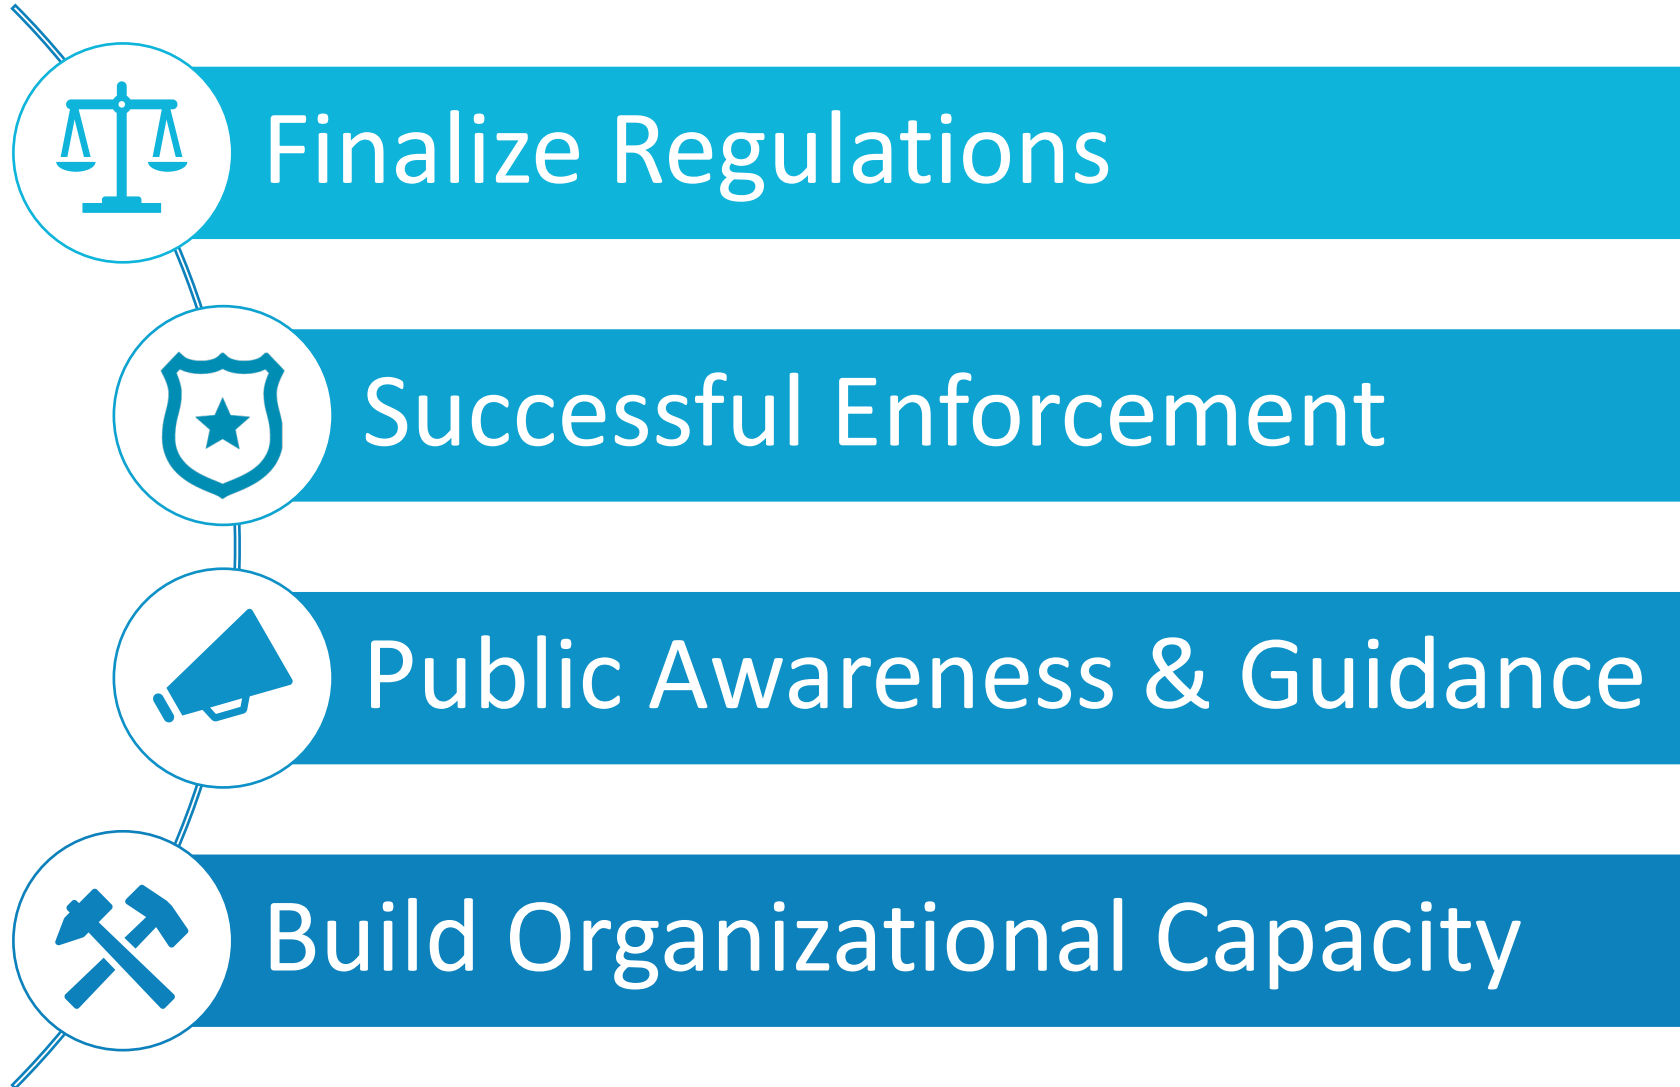 Finalize Regulations
Successful Enforcement
Public Awareness & Guidance
Build Organizational Capacity